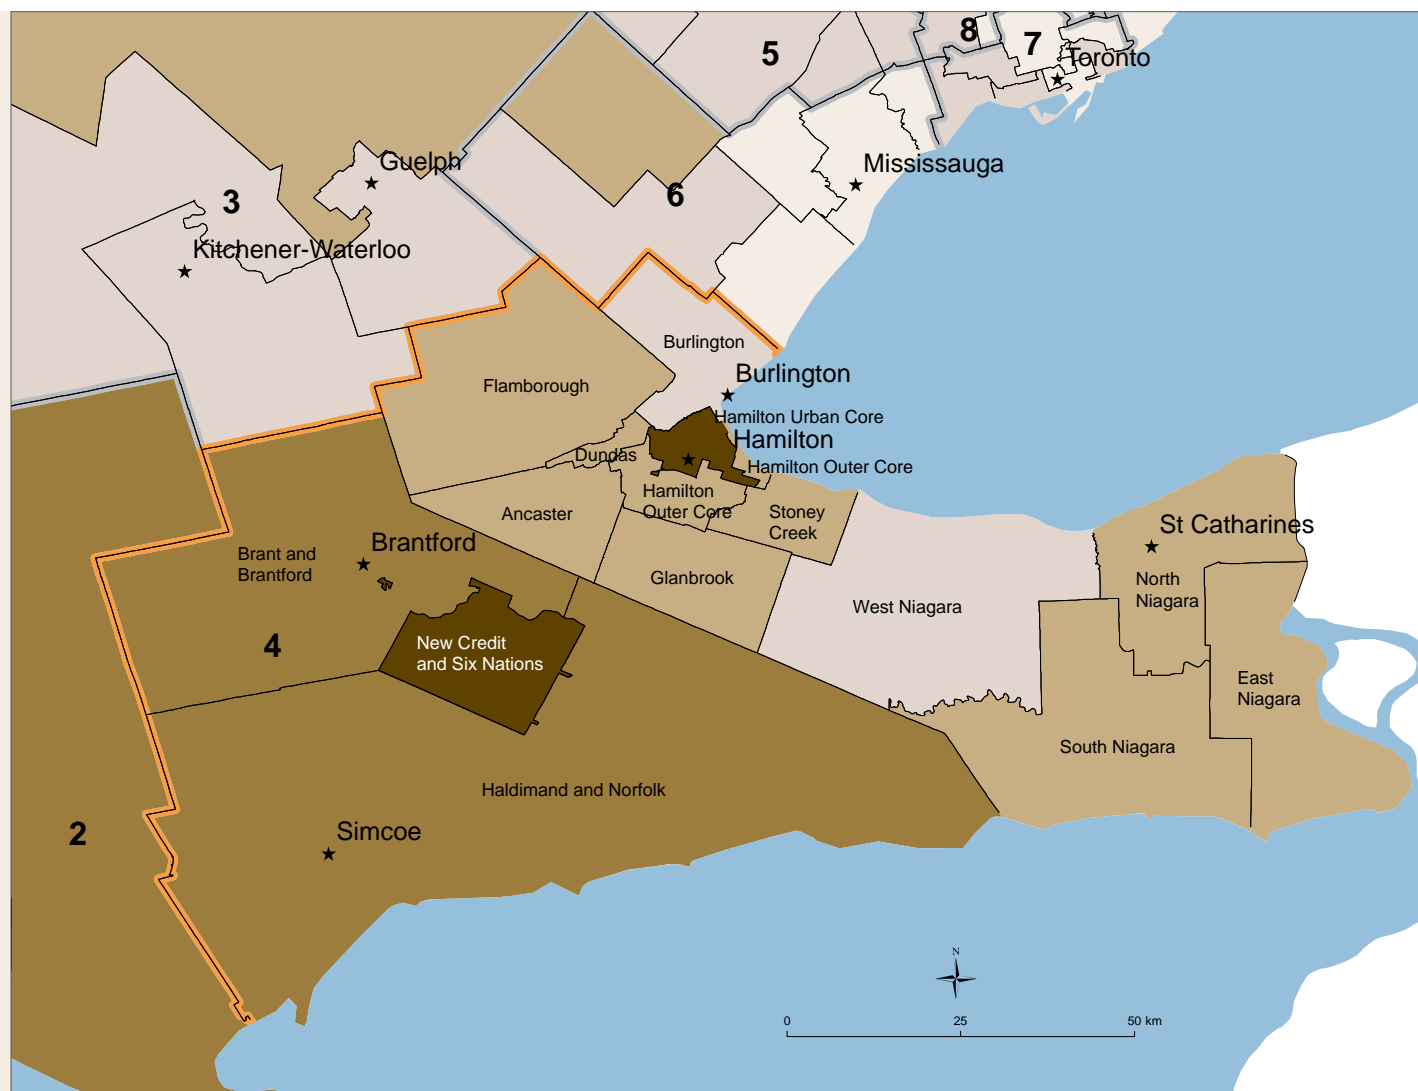 8
7
5
Toronto
Guelph
Mississauga
6
3
Kitchener-Waterloo
Burlington
Burlington
Flamborough
Hamilton Urban Core
Hamilton
Dundas
Hamilton Outer Core
Hamilton
Outer Core
Ancaster
Stoney
Creek
St Catharines
Brantford
Brant and
Brantford
Glanbrook
North
Niagara
West Niagara
4
New Credit
and Six Nations
East
Niagara
South Niagara
Haldimand and Norfolk
2
Simcoe
N
0
25
50 km